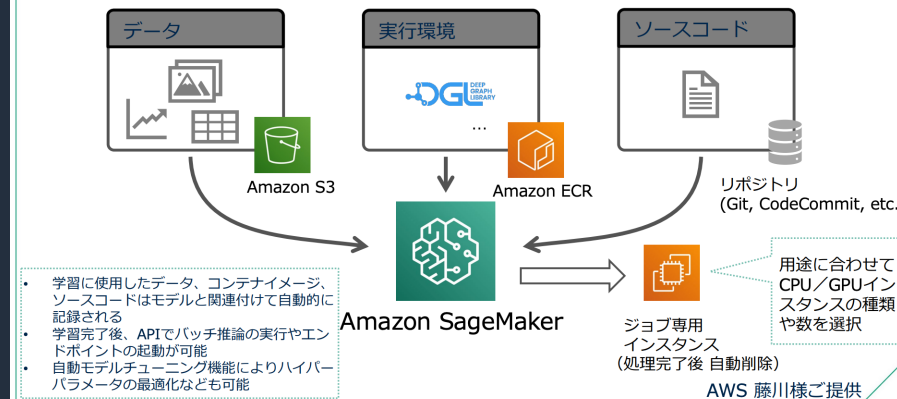 データ
実行環境
ソースコード
DGL DEEP GRAPH LIBRARY
...
Amazon S3
Amazon ECR
リポジトリ
(Git, CodeCommit, etc.
Amazon SageMaker
ジョブ専用
インスタンス
(処理完了後 自動削除)
用途に合わせて
CPU/GPUイン
スタンスの種類
や数を選択
• 学習に使用したデータ、コンテナイメージ、
ソースコードはモデルと関連付けて自動的に
記録される
• 学習完了後、APIでバッチ推論の実行やエン
ドポイントの起動が可能
• 自動モデルチューニング機能によりハイパー
パラメータの最適化なども可能
AWS 藤川様ご提供